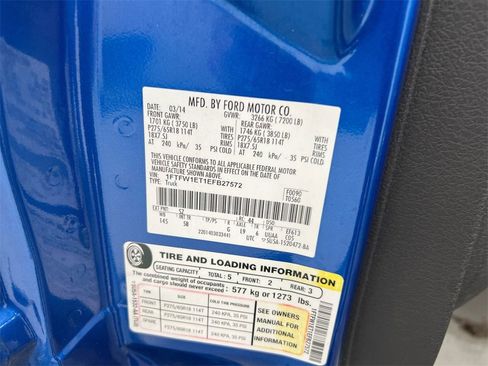 MFD. BY FORD MOTOR CO.
DATE: 03/14 GVWR: 3266 KG (7200 LB)
FRONT GAWR: REAR GAWR:
1701 KG (3750 LB) 1746 KG (3850 LB)
P275/65R18 114T P275/65R18 114T
18X7.5J 18X7.5J
AT 240 kPa/ 35 PSI COLD AT 240 kPa/ 35 PSI COLD
THIS VEHICLE CONFORMS TO ALL APPLICABLE FEDERAL MOTOR
VEHICLE SAFETY STANDARDS IN EFFECT ON THE DATE OF
MANUFACTURE SHOWN ABOVE.
VIN: 1FTFW1ET1EFB27572 F0090
TYPE: Truck T0560
TIRE AND LOADING INFORMATION
SEATING CAPACITY TOTAL: 5 FRONT: 2 REAR: 3
The combined weight of occupants
and cargo should never exceed: 577 kg or 1273 lbs.
SIZE COLD TIRE PRESSURE
FRONT P275/65R18 114T 240 KPA, 35 PSI
REAR P275/65R18 114T 240 KPA, 35 PSI
SPARE P275/65R18 114T 240 KPA, 35 PSI
SEE OWNERS
MANUAL FOR
ADDITIONAL
INFORMATION